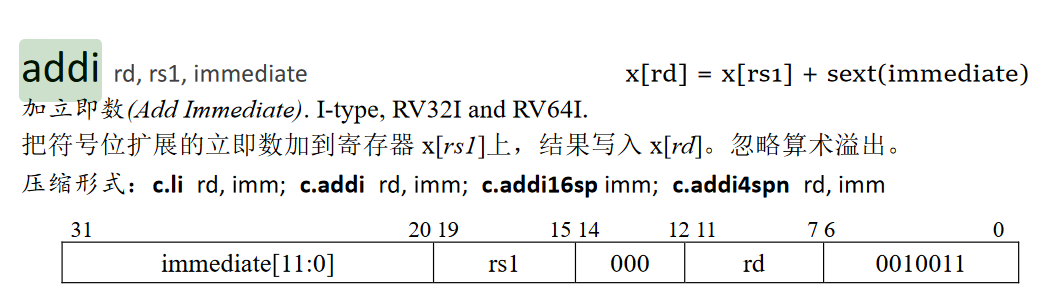 addi rd, rs1, immediate x[rd] = x[rs1] + sext(immediate)
加立即数(Add Immediate). I-type, RV32I and RV64I.
把符号位扩展的立即数加到寄存器 x[rs1]上，结果写入 x[rd]。忽略算术溢出。
压缩形式：c.li rd, imm; c.addi rd, imm; c.addi16sp imm; c.addi4spn rd, imm
31 20 19 15 14 12 11 7 6 0
immediate[11:0] rs1 000 rd 0010011